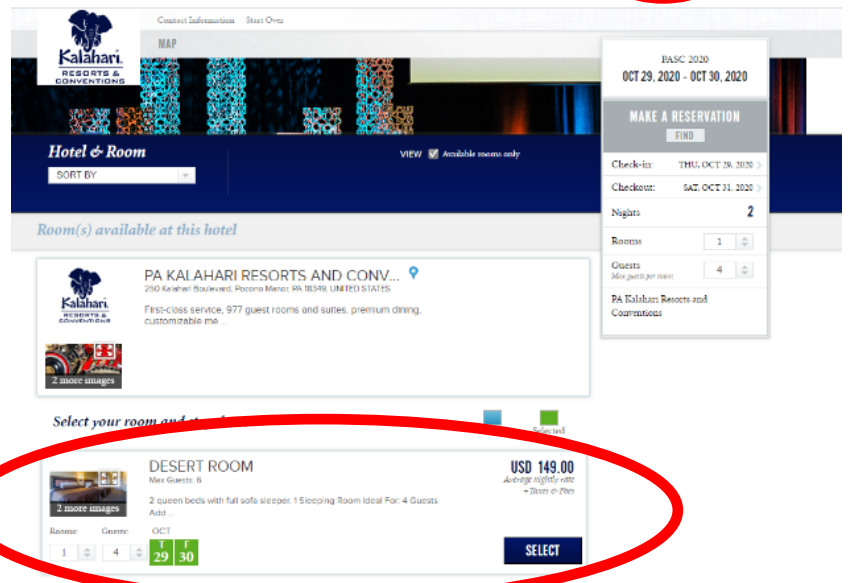 Contact Information Start Over
MAP
Kalahari.
RESORTS &
CONVENTIONS
PASC 2020
OCT 29, 2020 - OCT 30, 2020
MAKE A RESERVATION
FIND
Check-in: THU, OCT 29, 2020
Checkout: SAT, OCT 31, 2020
Nights 2
Rooms 1
Guests 4
Max guests per room
PA Kalahari Resorts and
Conventions
Hotel & Room
VIEW Available rooms only
SORT BY
Room(s) available at this hotel
Kalahari.
RESORTS &
CONVENTIONS
2 more images
PA KALAHARI RESORTS AND CONV...
250 Kalahari Boulevard, Pocono Manor, PA 18349, UNITED STATES
First-class service, 977 guest rooms and suites, premium dining,
customizable me ...
Select your room and
Selected
2 more images
DESERT ROOM
Max Guests: 6
2 queen beds with full sofa sleeper. 1 Sleeping Room Ideal For: 4 Guests
Add ...
USD 149.00
Average nightly rate
+ Taxes & Fees
Rooms: Guests: OCT
1 4 T 29 F 30
SELECT